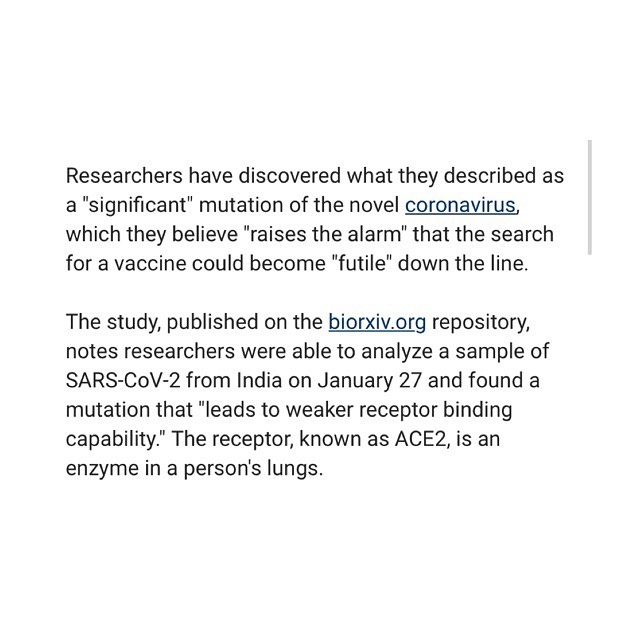 Researchers have discovered what they described as
a "significant" mutation of the novel coronavirus,
which they believe "raises the alarm" that the search
for a vaccine could become "futile" down the line.
The study, published on the biorxiv.org repository,
notes researchers were able to analyze a sample of
SARS-CoV-2 from India on January 27 and found a
mutation that "leads to weaker receptor binding
capability." The receptor, known as ACE2, is an
enzyme in a person's lungs.